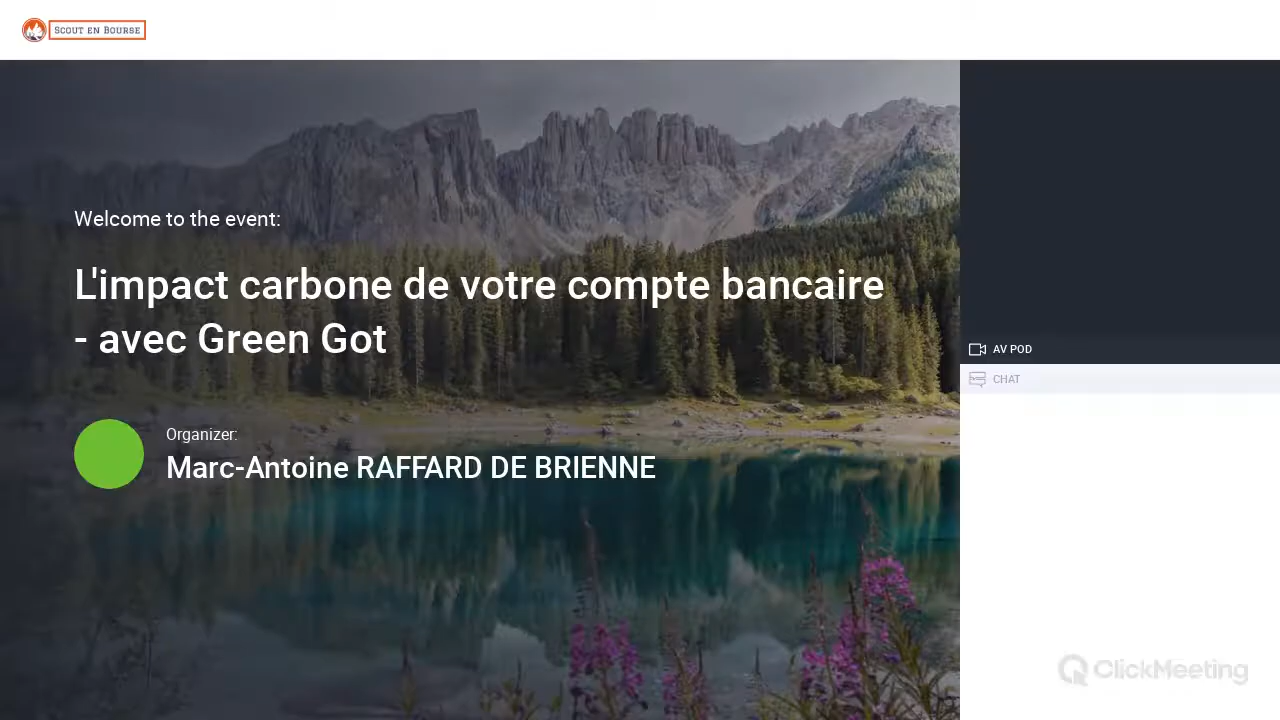 SCOUT EN BOURSE
Welcome to the event:
L'impact carbone de votre compte bancaire
- avec Green Got
Organizer:
Marc-Antoine RAFFARD DE BRIENNE
AV POD
CHAT
ClickMeeting